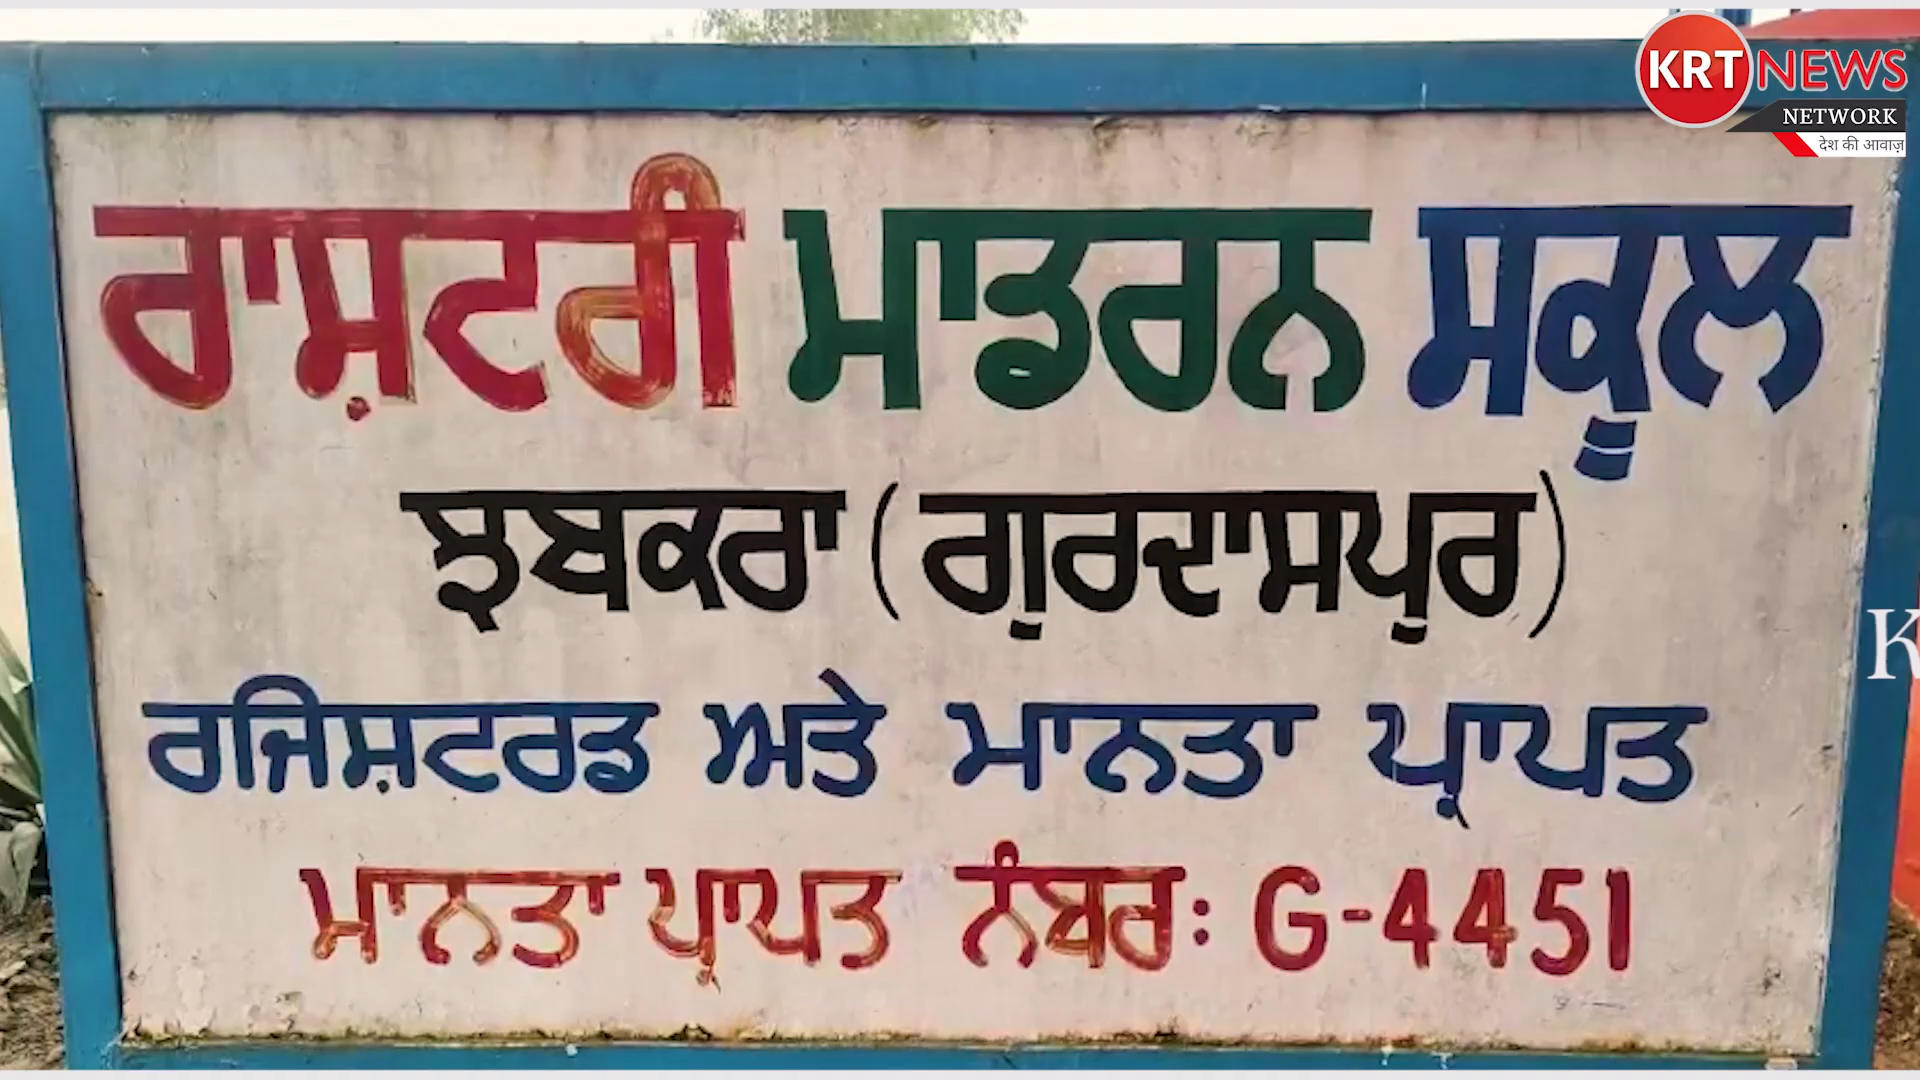 KRT NEWS
NETWORK
देश की आवाज़
ਰਾਸ਼ਟਰੀ ਮਾਡਰਨ ਸਕੂਲ
ਝਬਕਰਾ (ਗੁਰਦਾਸਪੁਰ)
ਰਜਿਸ਼ਟਰਡ ਅਤੇ ਮਾਨਤਾ ਪ੍ਰਾਪਤ
ਮਾਨਤਾ ਪ੍ਰਾਪਤ ਨੰਬਰ: G-4451